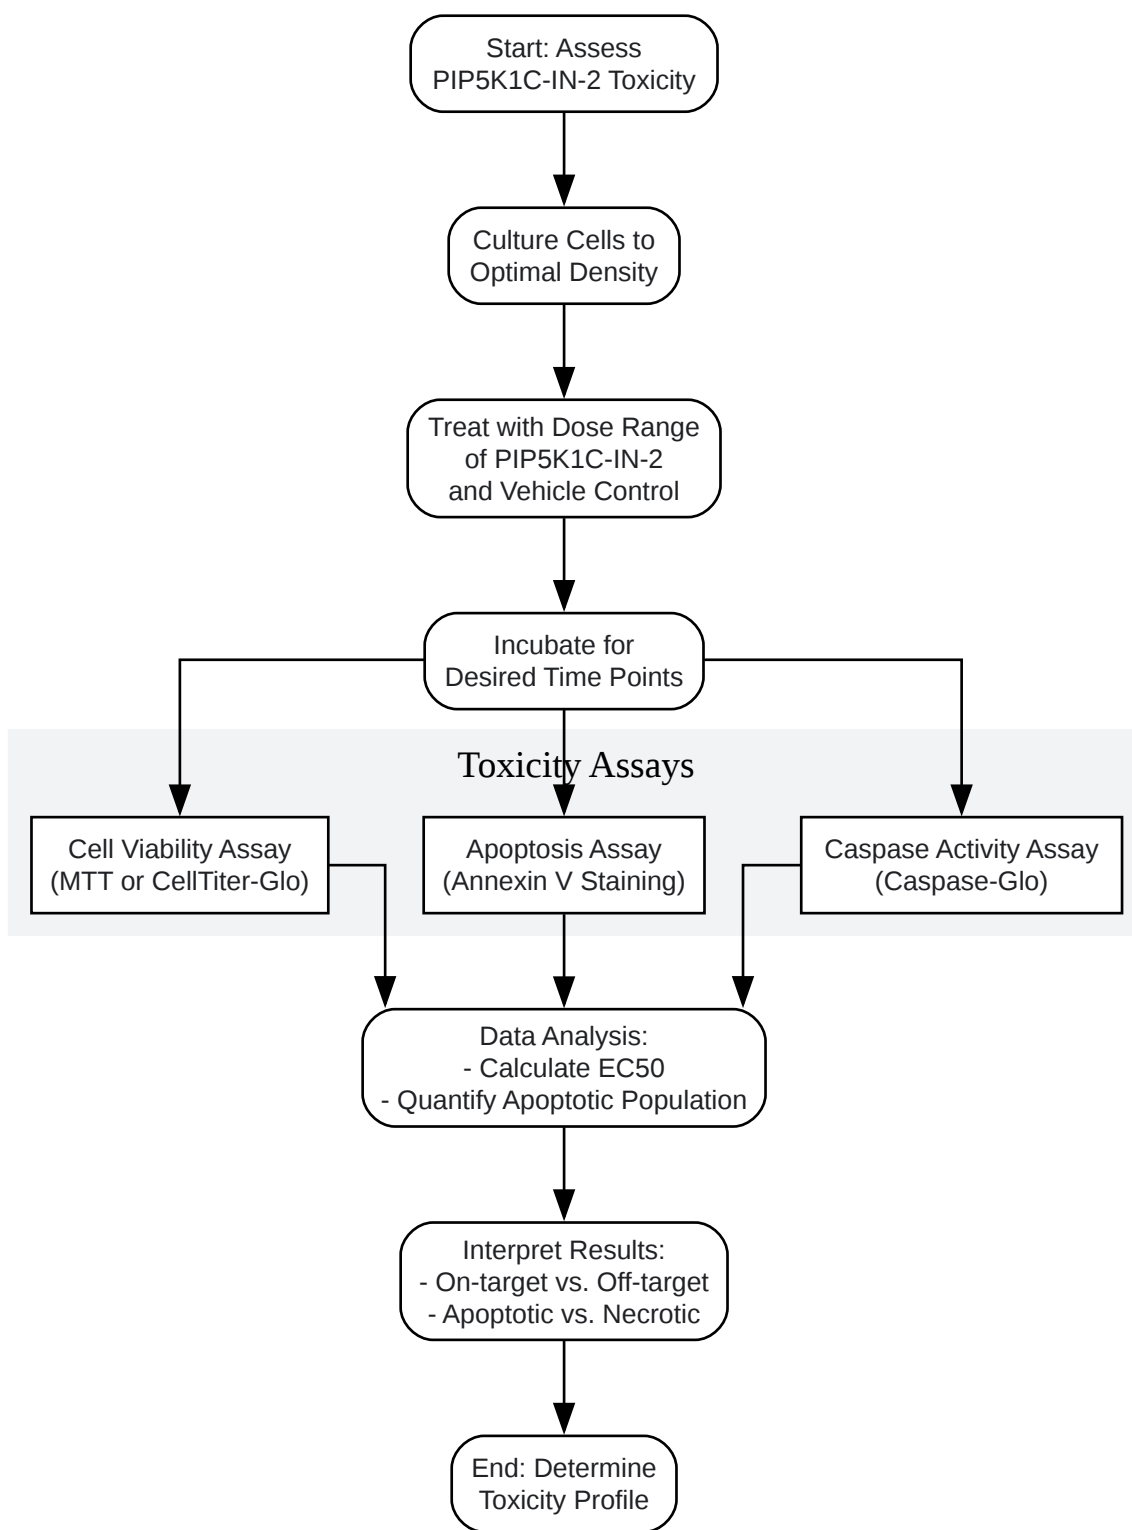 Start: Assess
PIP5K1C-IN-2 Toxicity
Culture Cells to
Optimal Density
Treat with Dose Range
of PIP5K1C-IN-2
and Vehicle Control
Incubate for
Desired Time Points
Toxicity Assays
Cell Viability Assay
(MTT or CellTiter-Glo)
Apoptosis Assay
(Annexin V Staining)
Caspase Activity Assay
(Caspase-Glo)
Data Analysis:
- Calculate EC50
- Quantify Apoptotic Population
Interpret Results:
- On-target vs. Off-target
- Apoptotic vs. Necrotic
End: Determine
Toxicity Profile